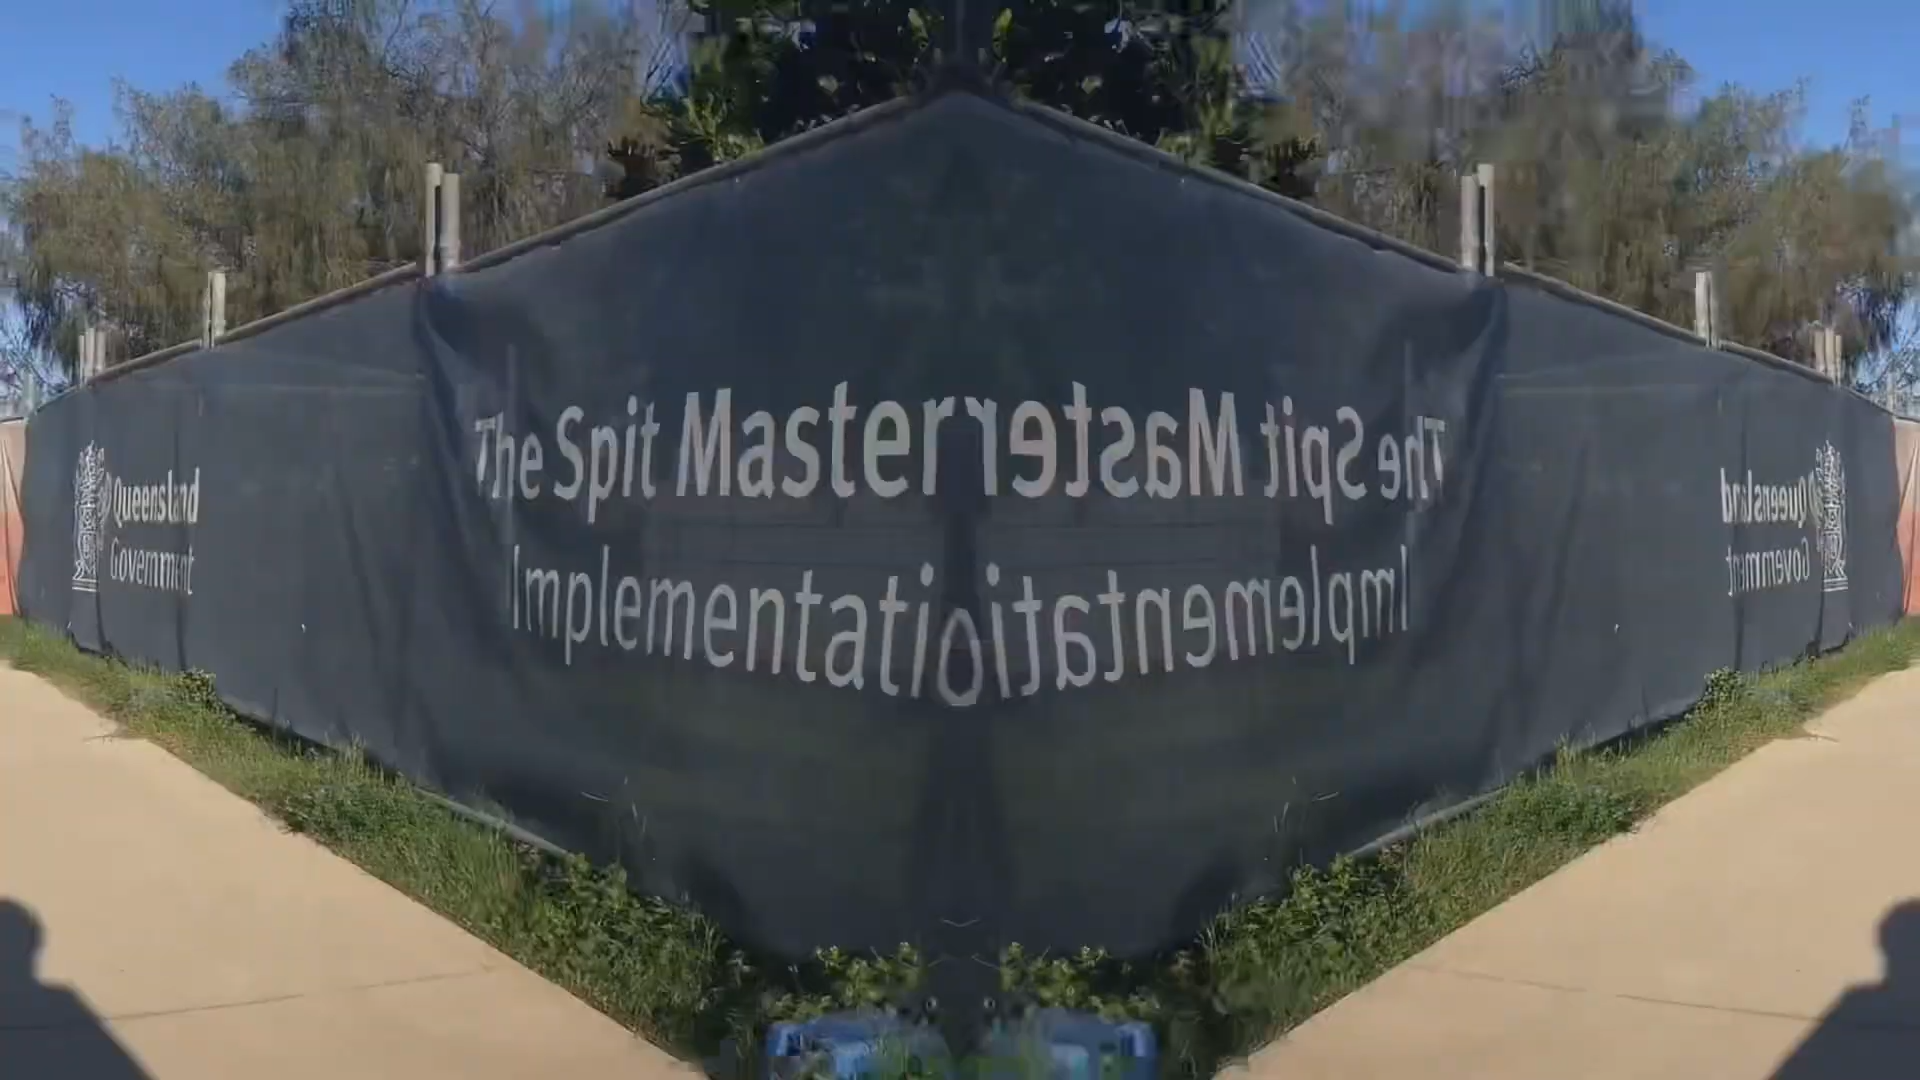 The Spit Master
Implementatio
Queensland
Government